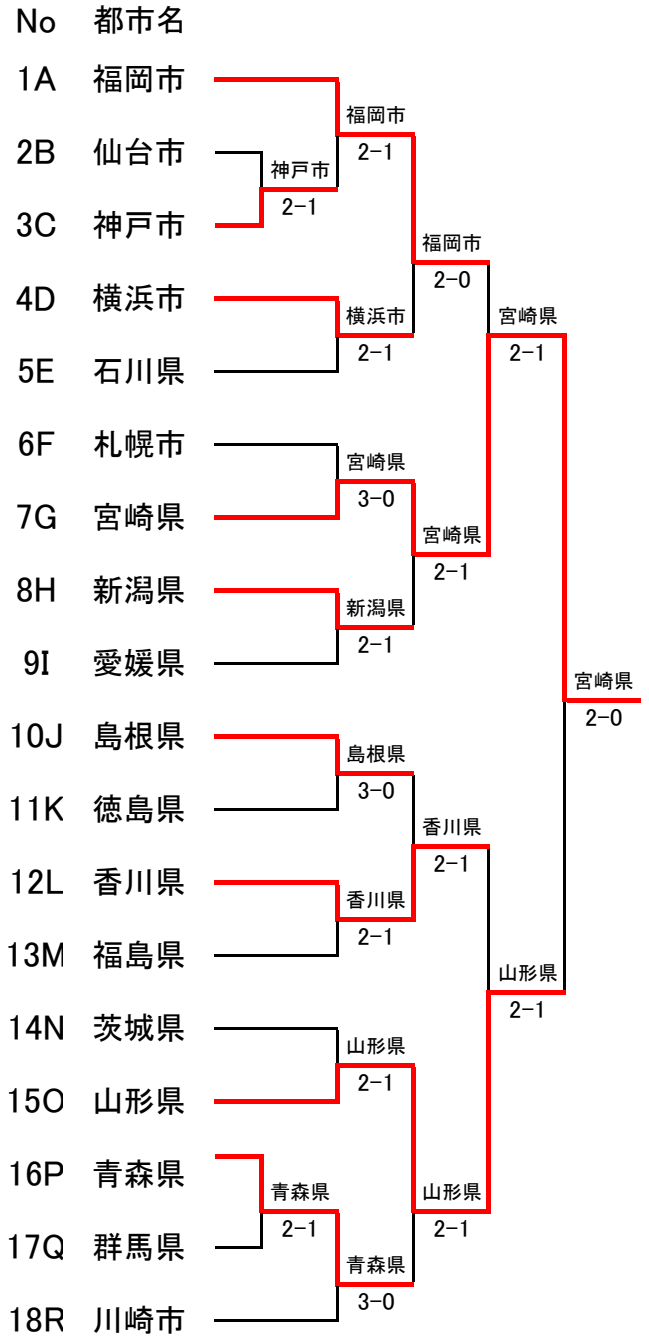 No 都市名
1A 福岡市
福岡市
2B 仙台市
2-1
神戸市
2-1
3C 神戸市
福岡市
2-0
4D 横浜市
横浜市
宮崎県
2-1
2-1
5E 石川県
6F 札幌市
宮崎県
3-0
7G 宮崎県
宮崎県
2-1
8H 新潟県
新潟県
2-1
9I 愛媛県
宮崎県
2-0
10J 島根県
島根県
3-0
11K 徳島県
香川県
2-1
12L 香川県
香川県
2-1
13M 福島県
山形県
2-1
14N 茨城県
山形県
2-1
15O 山形県
16P 青森県
青森県
山形県
2-1
2-1
17Q 群馬県
青森県
3-0
18R 川崎市